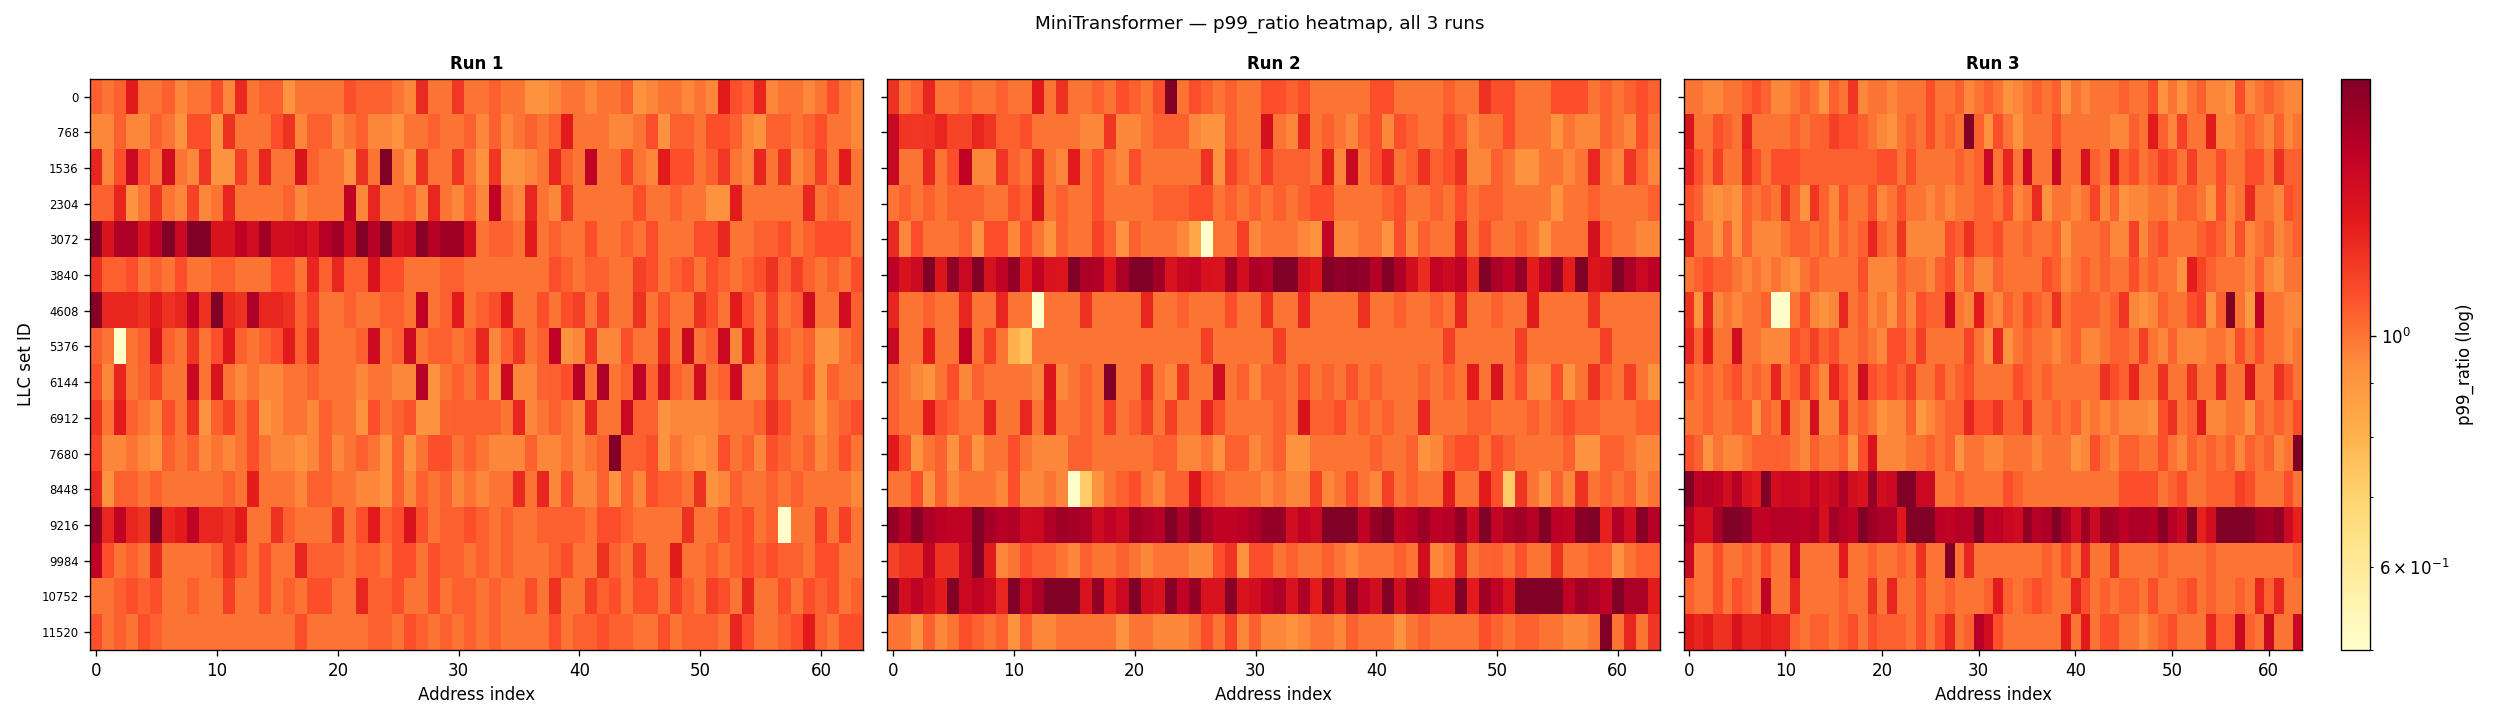 MiniTransformer — p99_ratio heatmap, all 3 runs
Run 1
Run 2
Run 3
LLC set ID
0
768
1536
2304
3072
3840
4608
5376
6144
6912
7680
8448
9216
9984
10752
11520
0 10 20 30 40 50 60
0 10 20 30 40 50 60
0 10 20 30 40 50 60
Address index
Address index
Address index
10⁰
6 × 10⁻¹
p99_ratio (log)